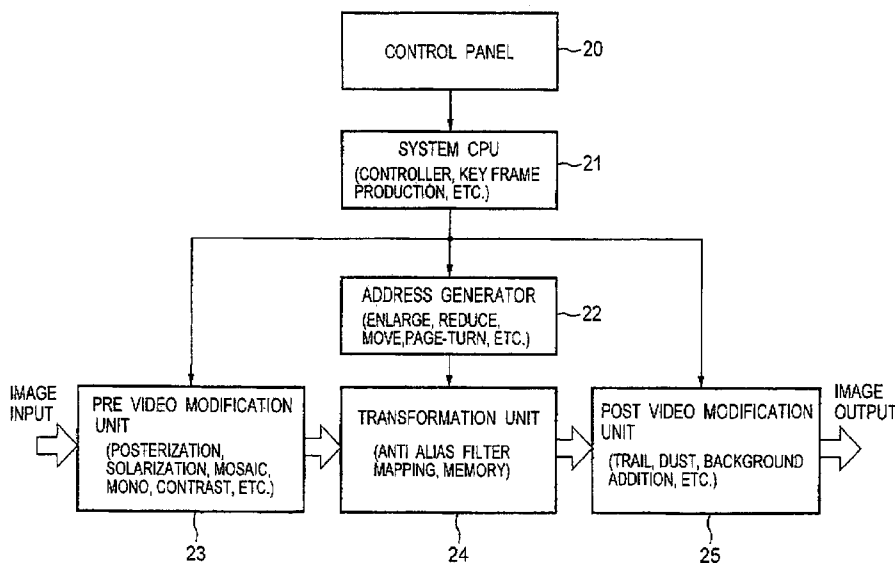 CONTROL PANEL
20
SYSTEM CPU
(CONTROLLER, KEY FRAME
PRODUCTION, ETC.)
21
ADDRESS GENERATOR
(ENLARGE, REDUCE,
MOVE,PAGE-TURN, ETC.)
22
IMAGE
INPUT
PRE VIDEO MODIFICATION
UNIT
(POSTERIZATION,
SOLARIZATION, MOSAIC,
MONO, CONTRAST, ETC.)
23
TRANSFORMATION UNIT
(ANTI ALIAS FILTER
MAPPING, MEMORY)
24
POST VIDEO MODIFICATION
UNIT
(TRAIL, DUST, BACKGROUND
ADDITION, ETC.)
25
IMAGE
OUTPUT